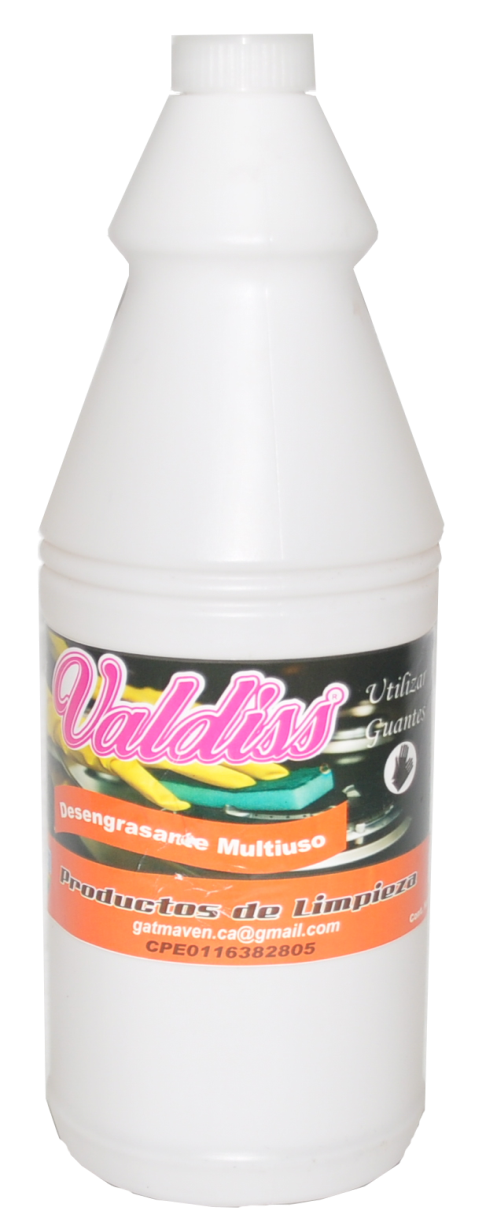 Valdiss
Utilizar
Guantes
Desengrasante Multiuso
Productos de Limpieza
gatmaven.ca@gmail.com
CPE0116382805